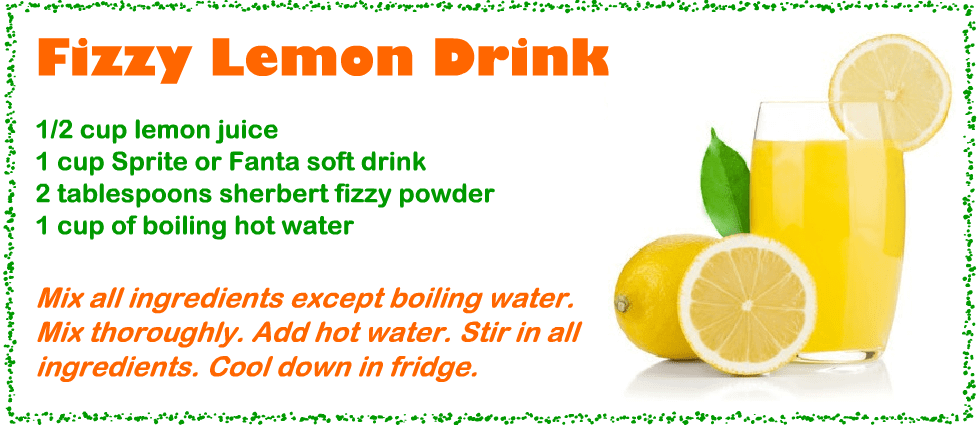 Fizzy Lemon Drink
1/2 cup lemon juice
1 cup Sprite or Fanta soft drink
2 tablespoons sherbert fizzy powder
1 cup of boiling hot water
Mix all ingredients except boiling water.
Mix thoroughly. Add hot water. Stir in all
ingredients. Cool down in fridge.